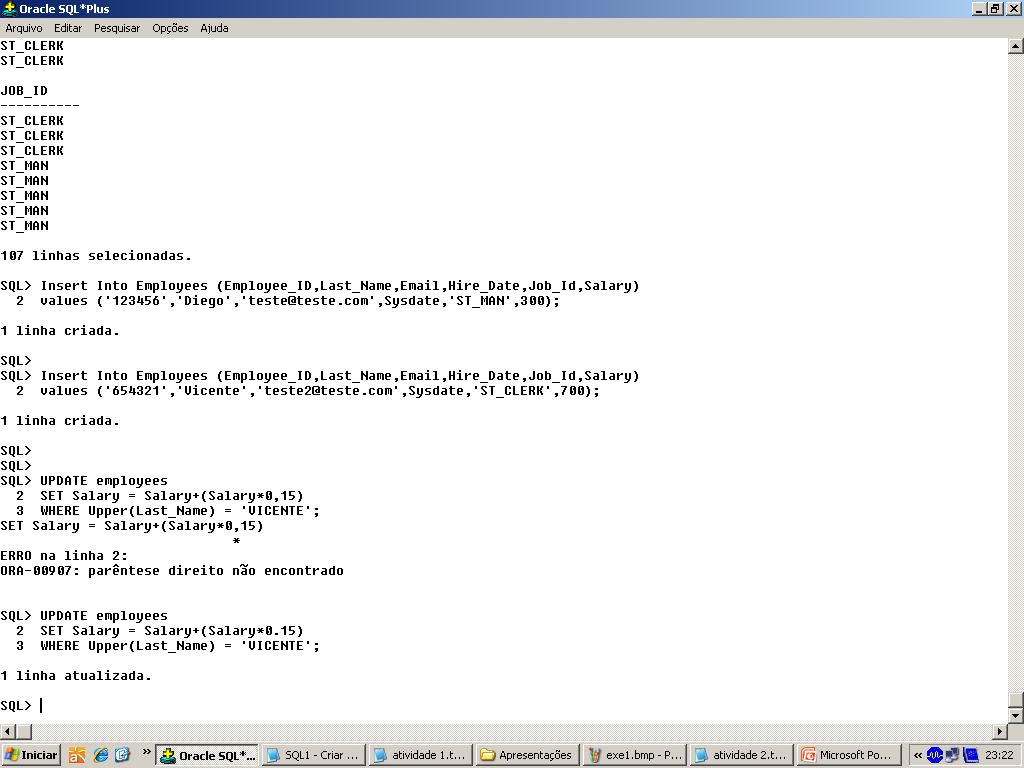 Oracle SQL*Plus
Arquivo Editar Pesquisar Opções Ajuda
ST_CLERK
ST_CLERK
JOB_ID
----------
ST_CLERK
ST_CLERK
ST_CLERK
ST_MAN
ST_MAN
ST_MAN
ST_MAN
ST_MAN
107 linhas selecionadas.
SQL> Insert Into Employees (Employee_ID,Last_Name,Email,Hire_Date,Job_Id,Salary)
2 values ('123456','Diego','teste@teste.com',Sysdate,'ST_MAN',300);
1 linha criada.
SQL>
SQL> Insert Into Employees (Employee_ID,Last_Name,Email,Hire_Date,Job_Id,Salary)
2 values ('654321','Vicente','teste2@teste.com',Sysdate,'ST_CLERK',700);
1 linha criada.
SQL>
SQL>
SQL> UPDATE employees
2 SET Salary = Salary+(Salary*0,15)
3 WHERE Upper(Last_Name) = 'VICENTE';
SET Salary = Salary+(Salary*0,15)
*
ERRO na linha 2:
ORA-00907: parêntese direito não encontrado
SQL> UPDATE employees
2 SET Salary = Salary+(Salary*0.15)
3 WHERE Upper(Last_Name) = 'VICENTE';
1 linha atualizada.
SQL>
Iniciar » Oracle SQL*... SQL1 - Criar ... atividade 1.t... Apresentações exe1.bmp - P... atividade 2.t... Microsoft Po... « 23:22